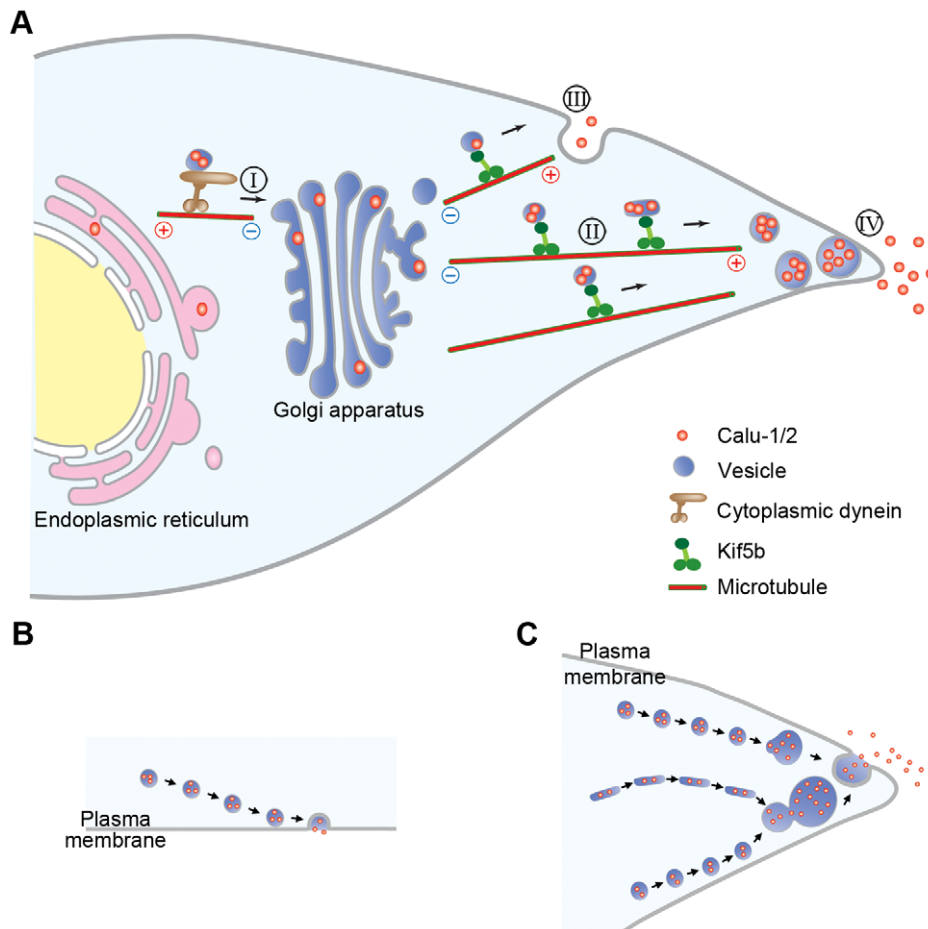 A
III
I
+
−
−
+
II
−
+
IV
Golgi apparatus
Endoplasmic reticulum
Calu-1/2
Vesicle
Cytoplasmic dynein
Kif5b
Microtubule
B
Plasma
membrane
C
Plasma
membrane